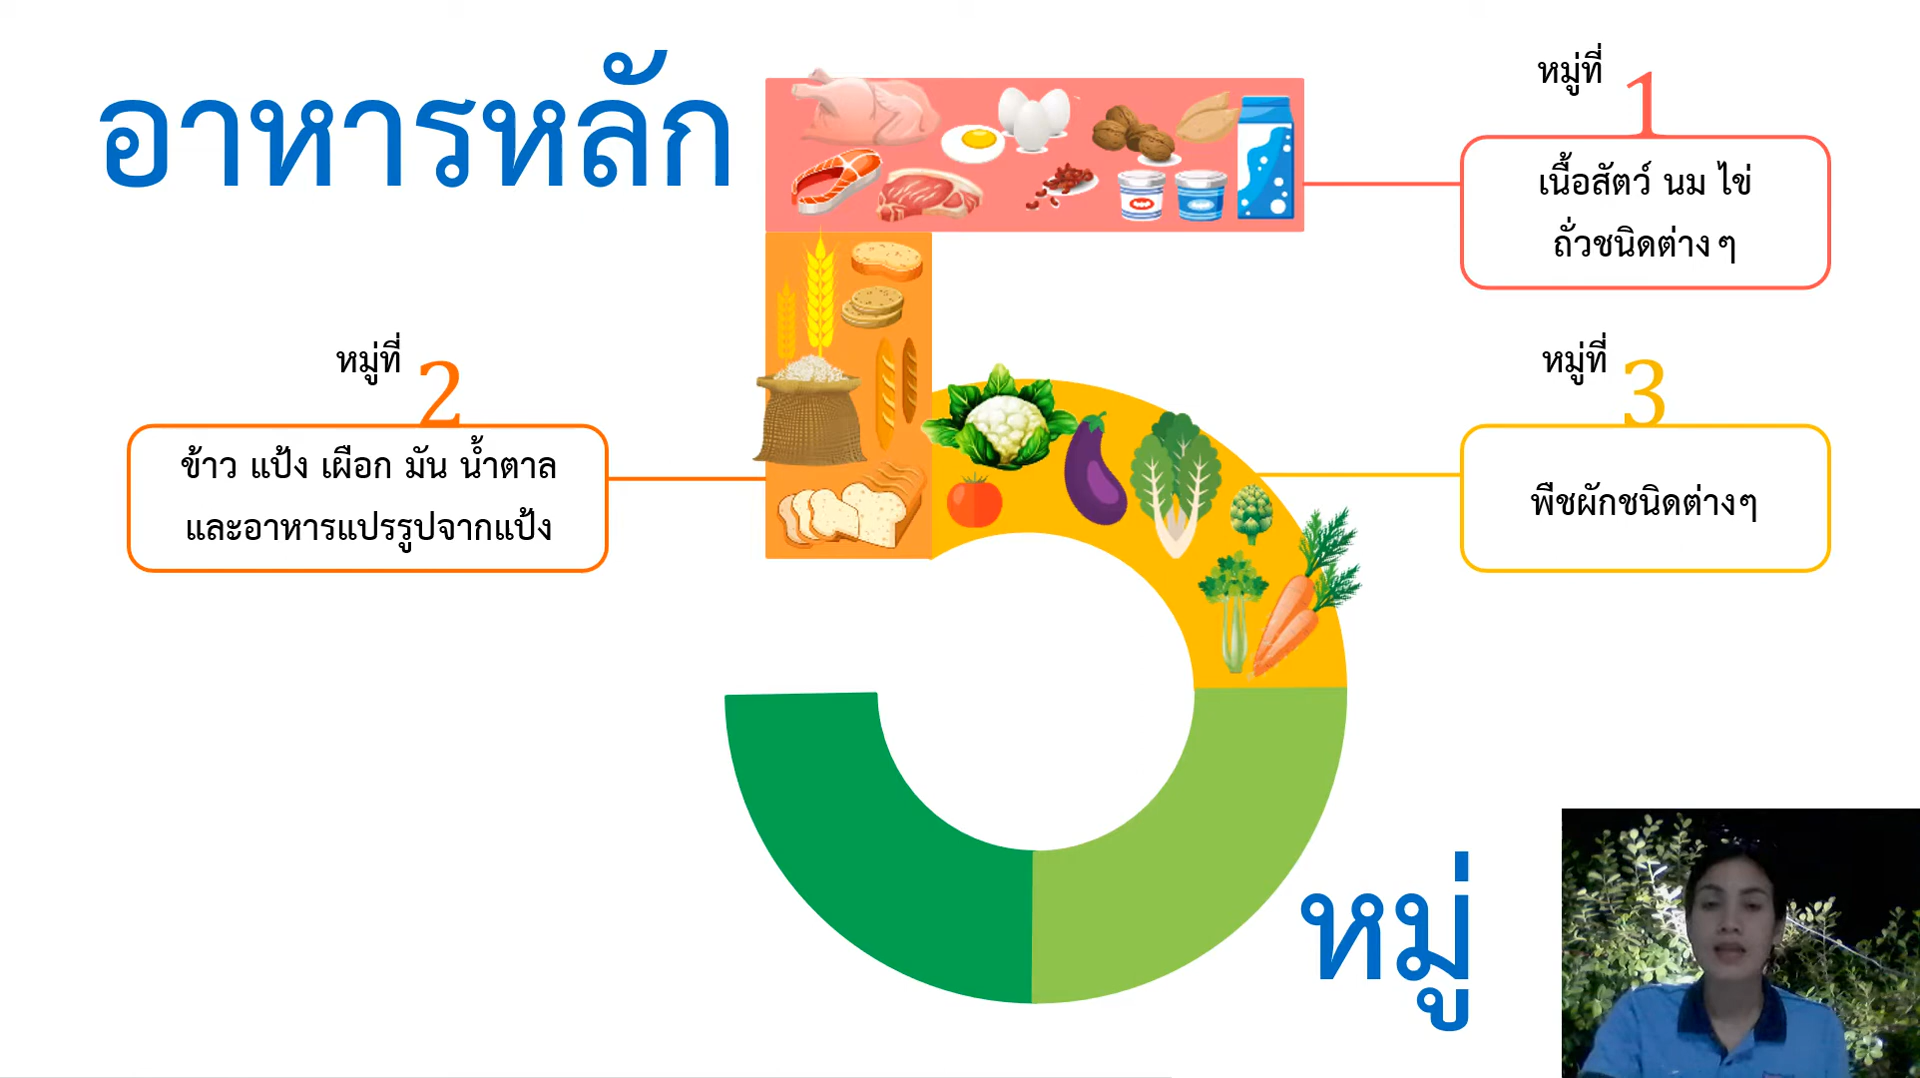 อาหารหลัก
หมู่ที่ 1
เนื้อสัตว์ นม ไข่
ถั่วชนิดต่าง ๆ
หมู่ที่ 2
ข้าว แป้ง เผือก มัน น้ำตาล
และอาหารแปรรูปจากแป้ง
หมู่ที่ 3
พืชผักชนิดต่างๆ
หมู่